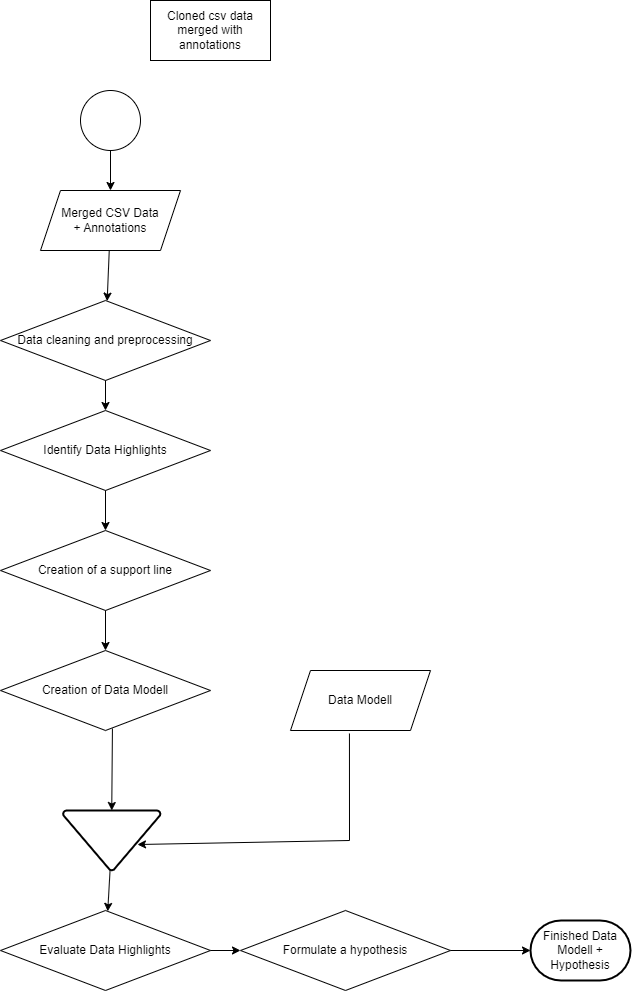 Cloned csv data
merged with
annotations
Merged CSV Data
+ Annotations
Data cleaning and preprocessing
Identify Data Highlights
Creation of a support line
Creation of Data Modell
Data Modell
Evaluate Data Highlights
Formulate a hypothesis
Finished Data
Modell +
Hypothesis